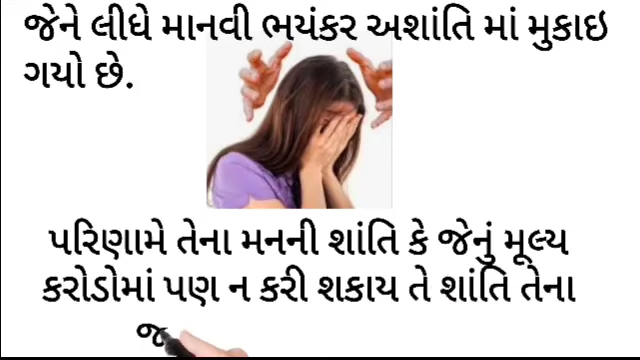 જેને લીધે માનવી ભયંકર અશાંતિ માં મુકાઇ
ગયો છે.
પરિણામે તેના મનની શાંતિ કે જેનું મૂલ્ય
કરોડોમાં પણ ન કરી શકાય તે શાંતિ તેના
જ